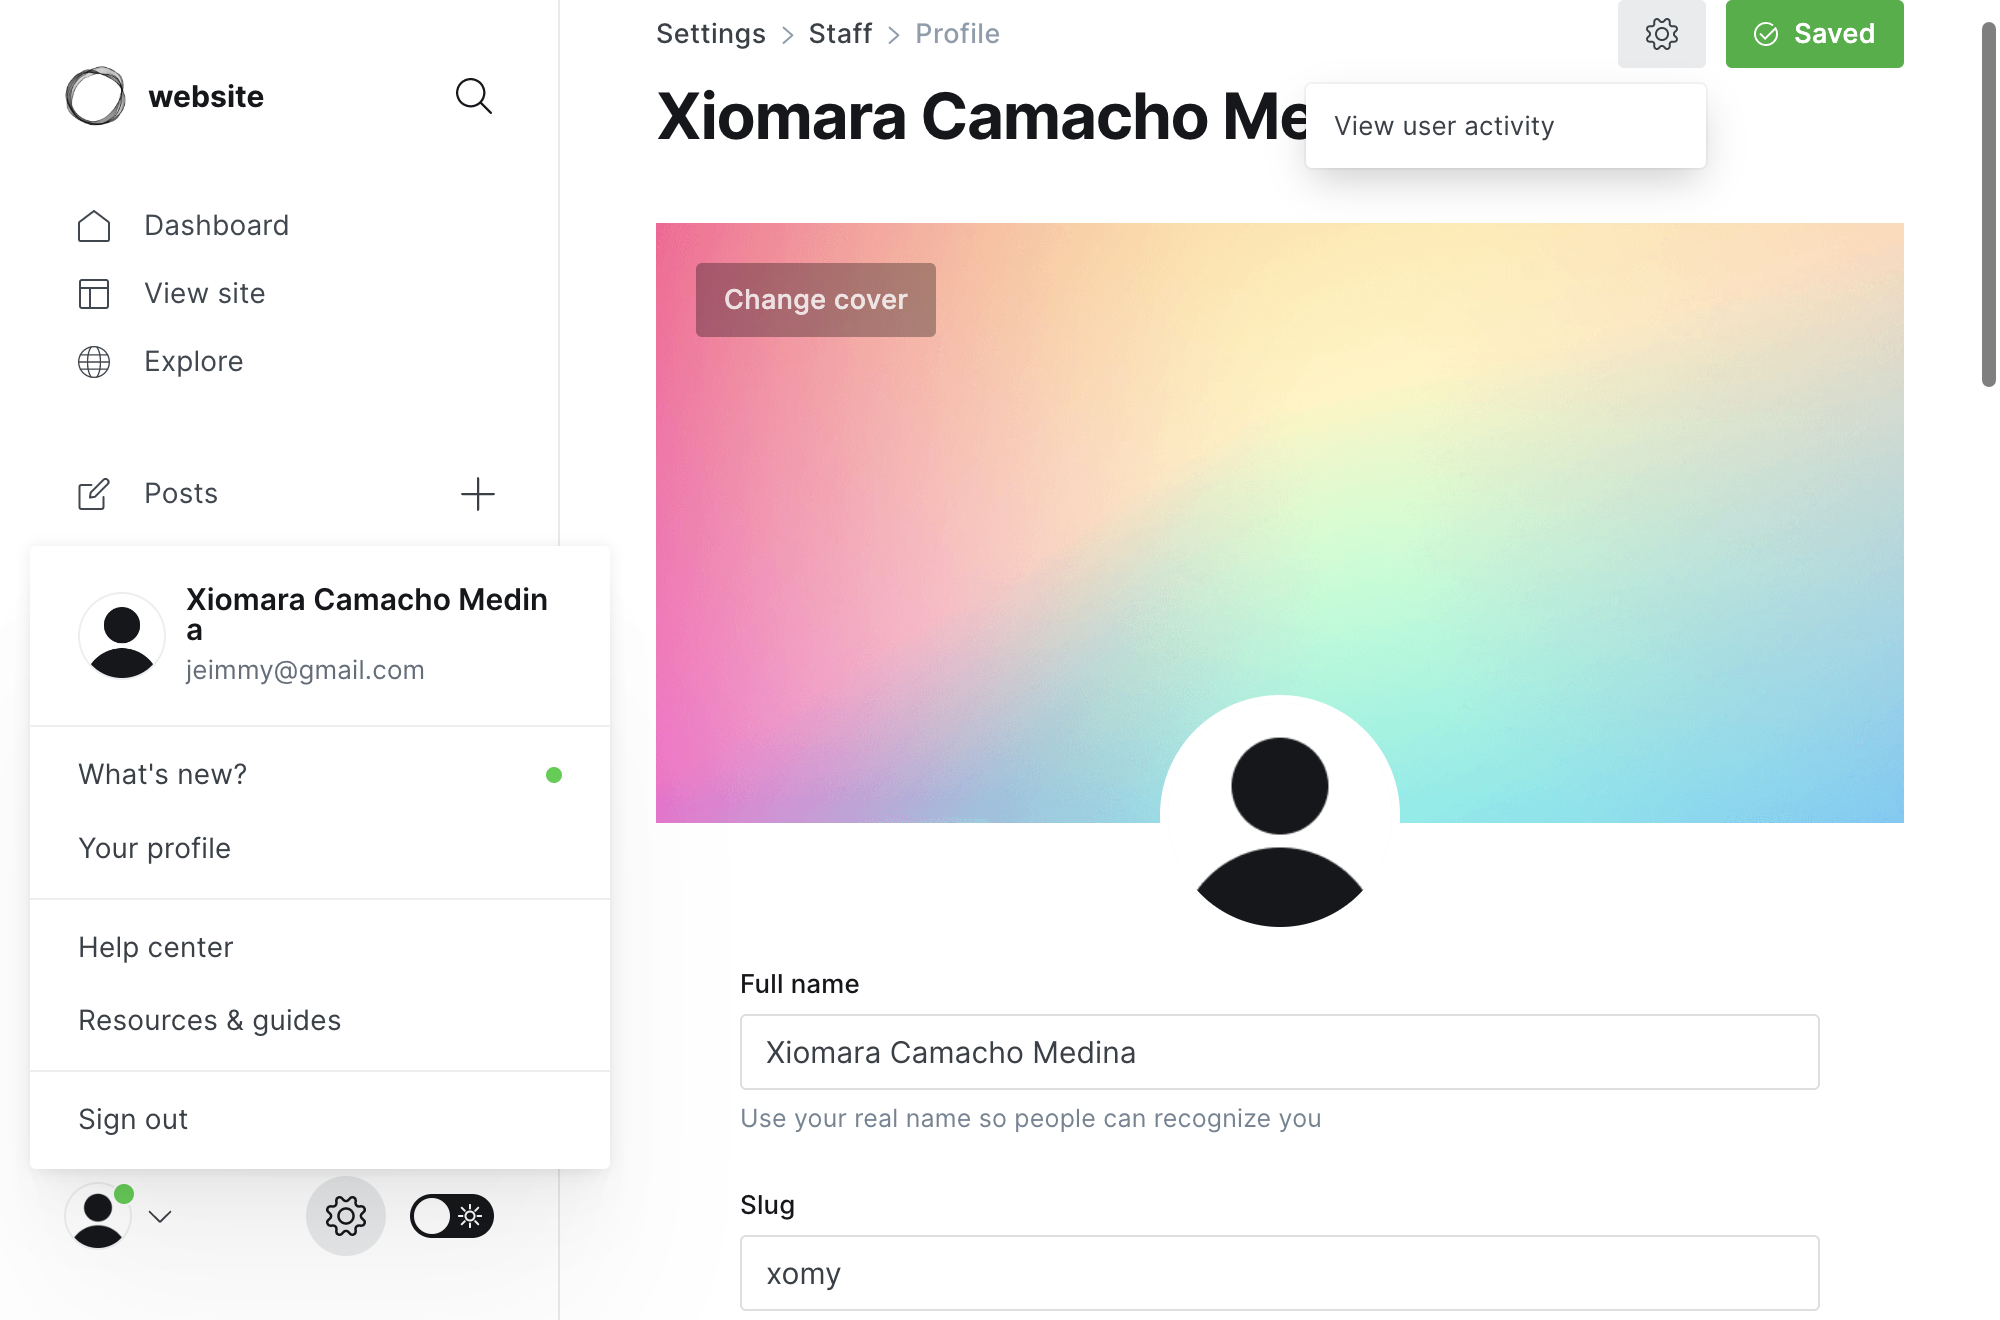 website
Dashboard
View site
Explore
Posts
Xiomara Camacho Medin
a
jeimmy@gmail.com
What's new?
Your profile
Help center
Resources & guides
Sign out
Settings > Staff > Profile
Saved
Xiomara Camacho Me
View user activity
Change cover
Full name
Xiomara Camacho Medina
Use your real name so people can recognize you
Slug
xomy